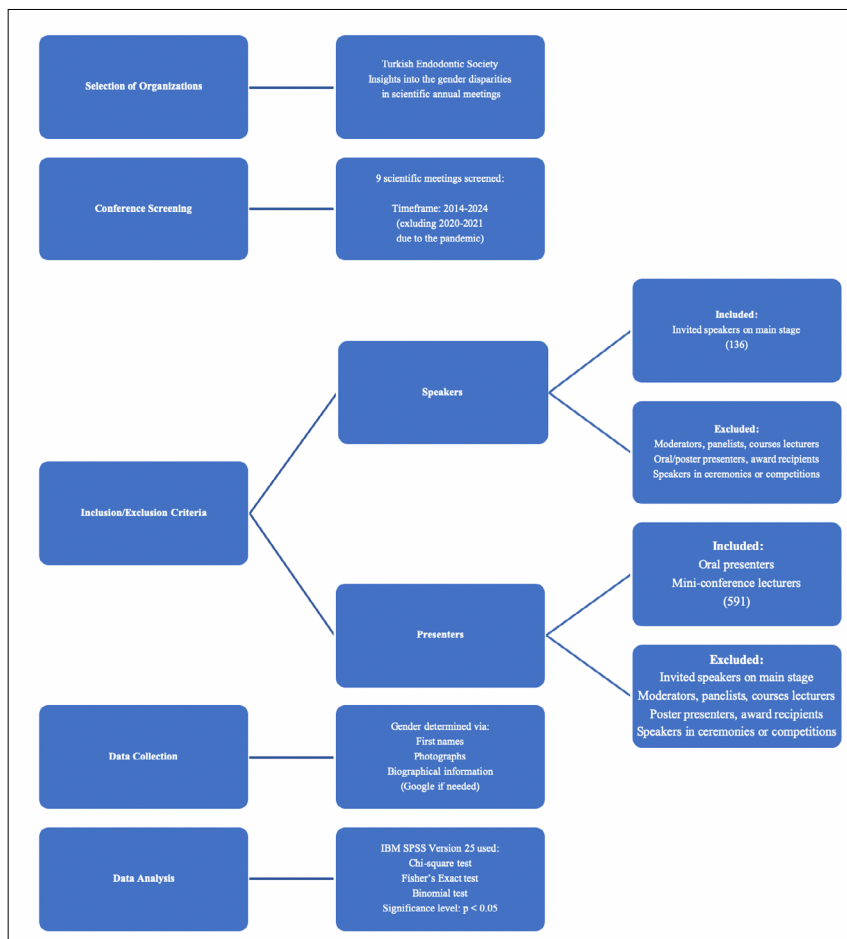 Selection of Organizations
Turkish Endodontic Society
Insights into the gender disparities
in scientific annual meetings
Conference Screening
9 scientific meetings screened:
Timeframe: 2014-2024
(exluding 2020-2021
due to the pandemic)
Inclusion/Exclusion Criteria
Speakers
Included:
Invited speakers on main stage
(136)
Excluded:
Moderators, panelists, courses lecturers
Oral/poster presenters, award recipients
Speakers in ceremonies or competitions
Presenters
Included:
Oral presenters
Mini-conference lecturers
(591)
Excluded:
Invited speakers on main stage
Moderators, panelists, courses lecturers
Poster presenters, award recipients
Speakers in ceremonies or competitions
Data Collection
Gender determined via:
First names
Photographs
Biographical information
(Google if needed)
Data Analysis
IBM SPSS Version 25 used:
Chi-square test
Fisher's Exact test
Binomial test
Significance level: p < 0.05